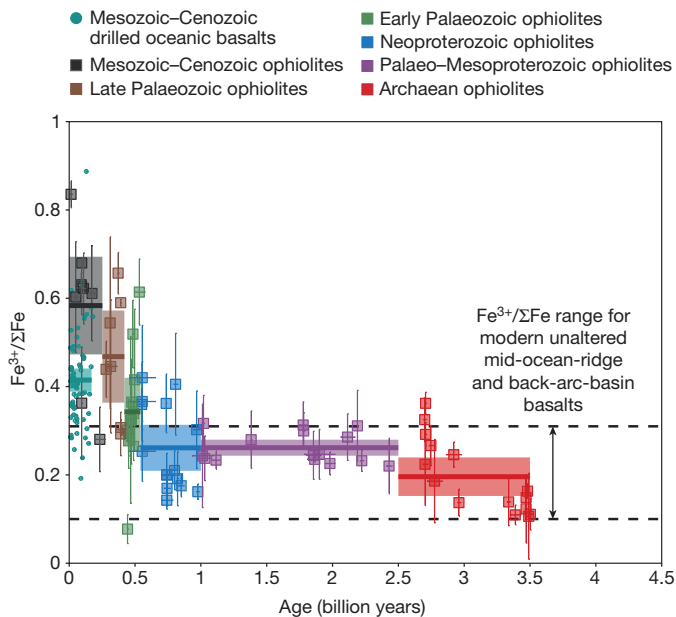 Mesozoic–Cenozoic
drilled oceanic basalts
Mesozoic–Cenozoic ophiolites
Late Palaeozoic ophiolites
Early Palaeozoic ophiolites
Neoproterozoic ophiolites
Palaeo–Mesoproterozoic ophiolites
Archaean ophiolites
1
0.8
0.6
0.4
0.2
0
Fe³⁺/ΣFe
Fe³⁺/ΣFe range for
modern unaltered
mid-ocean-ridge
and back-arc-basin
basalts
0 0.5 1 1.5 2 2.5 3 3.5 4 4.5
Age (billion years)